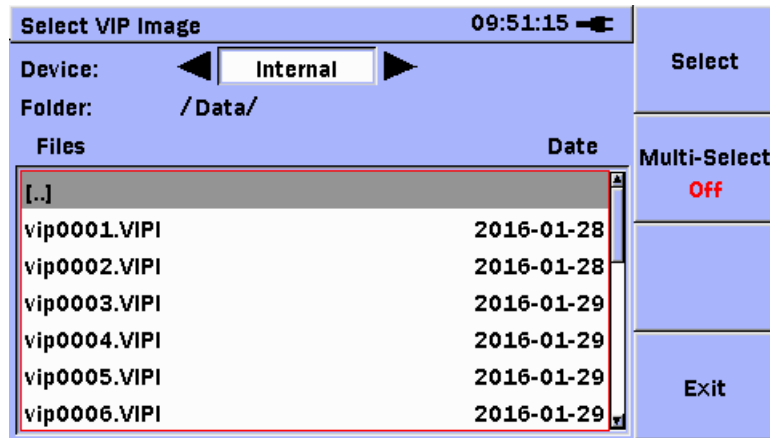 Select VIP Image 09:51:15
Device: Internal
Folder: /Data/
Files Date
[..]
vip0001.VIPI 2016-01-28
vip0002.VIPI 2016-01-28
vip0003.VIPI 2016-01-29
vip0004.VIPI 2016-01-29
vip0005.VIPI 2016-01-29
vip0006.VIPI 2016-01-29
Select
Multi-Select
Off
Exit